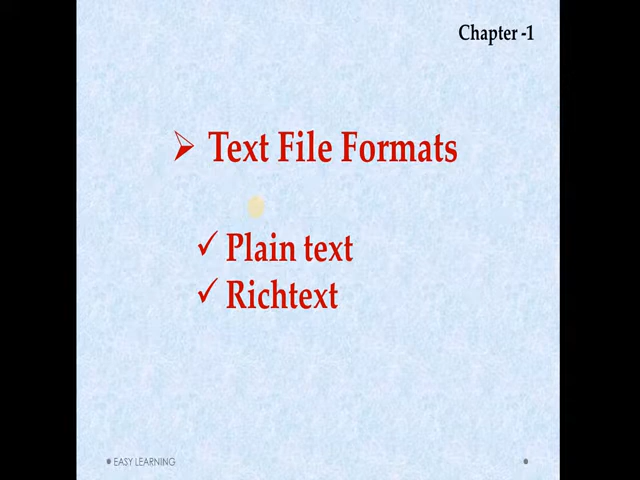 Chapter -1
Text File Formats
Plain text
Richtext
EASY LEARNING